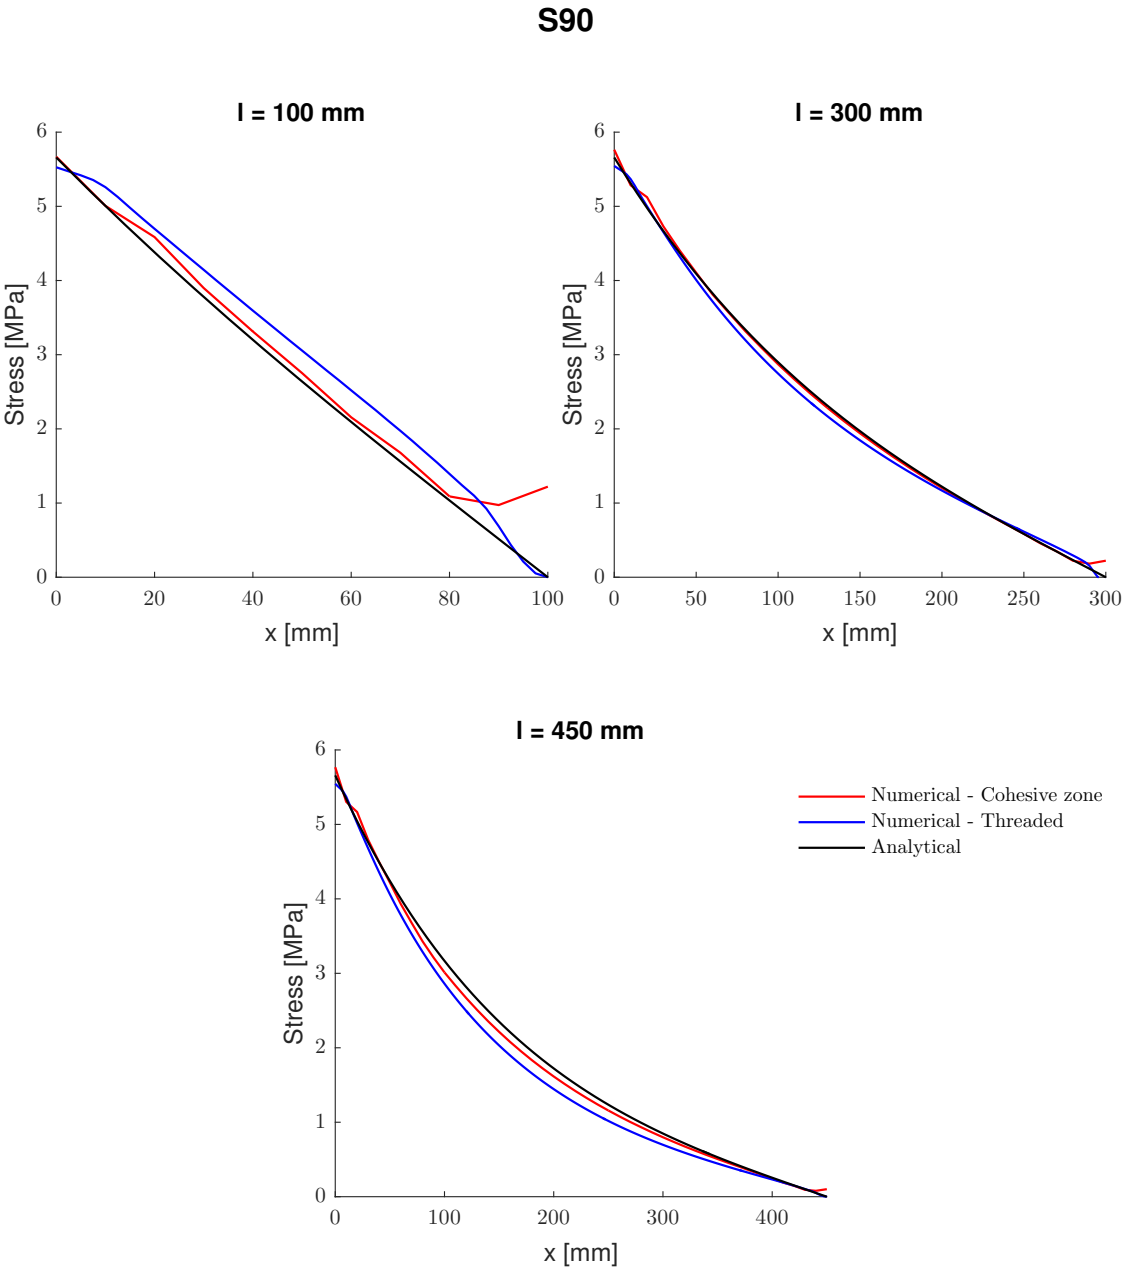 S90
l = 100 mm
6
5
4
3
2
1
0
Stress [MPa]
0 20 40 60 80 100
x [mm]
l = 300 mm
6
5
4
3
2
1
0
Stress [MPa]
0 50 100 150 200 250 300
x [mm]
l = 450 mm
6
5
4
3
2
1
0
Stress [MPa]
0 100 200 300 400
x [mm]
Numerical - Cohesive zone
Numerical - Threaded
Analytical